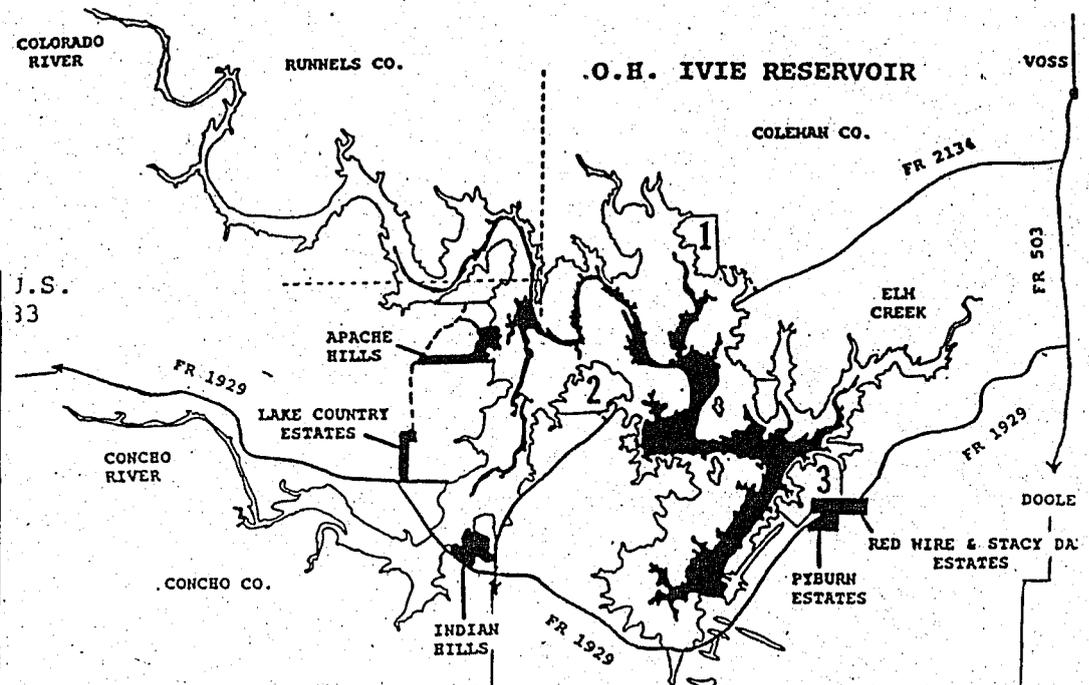 COLORADO
RIVER
RUNNELS CO.
.O.H. IVIE RESERVOIR
VOSS
COLEMAN CO.
FR 2134
1
FR 503
J.S.
33
ELM
CREEK
APACHE
HILLS
FR 1929
2
LAKE COUNTRY
ESTATES
FR 1929
CONCHO
RIVER
3
DOOLE
RED WIRE & STACY DA
ESTATES
PYBURN
ESTATES
.CONCHO CO.
INDIAN
HILLS
FR 1929